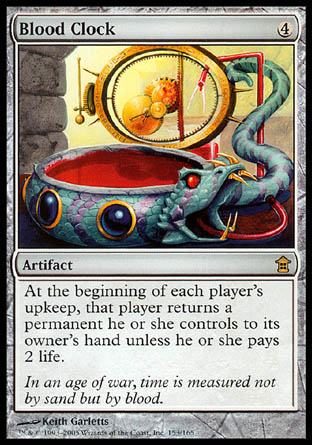 Blood Clock 4
Artifact
At the beginning of each player's
upkeep, that player returns a
permanent he or she controls to its
owner's hand unless he or she pays
2 life.
In an age of war, time is measured not
by sand but by blood.
Keith Garletts
™ & © 1993–2005 Wizards of the Coast, Inc. 153/165